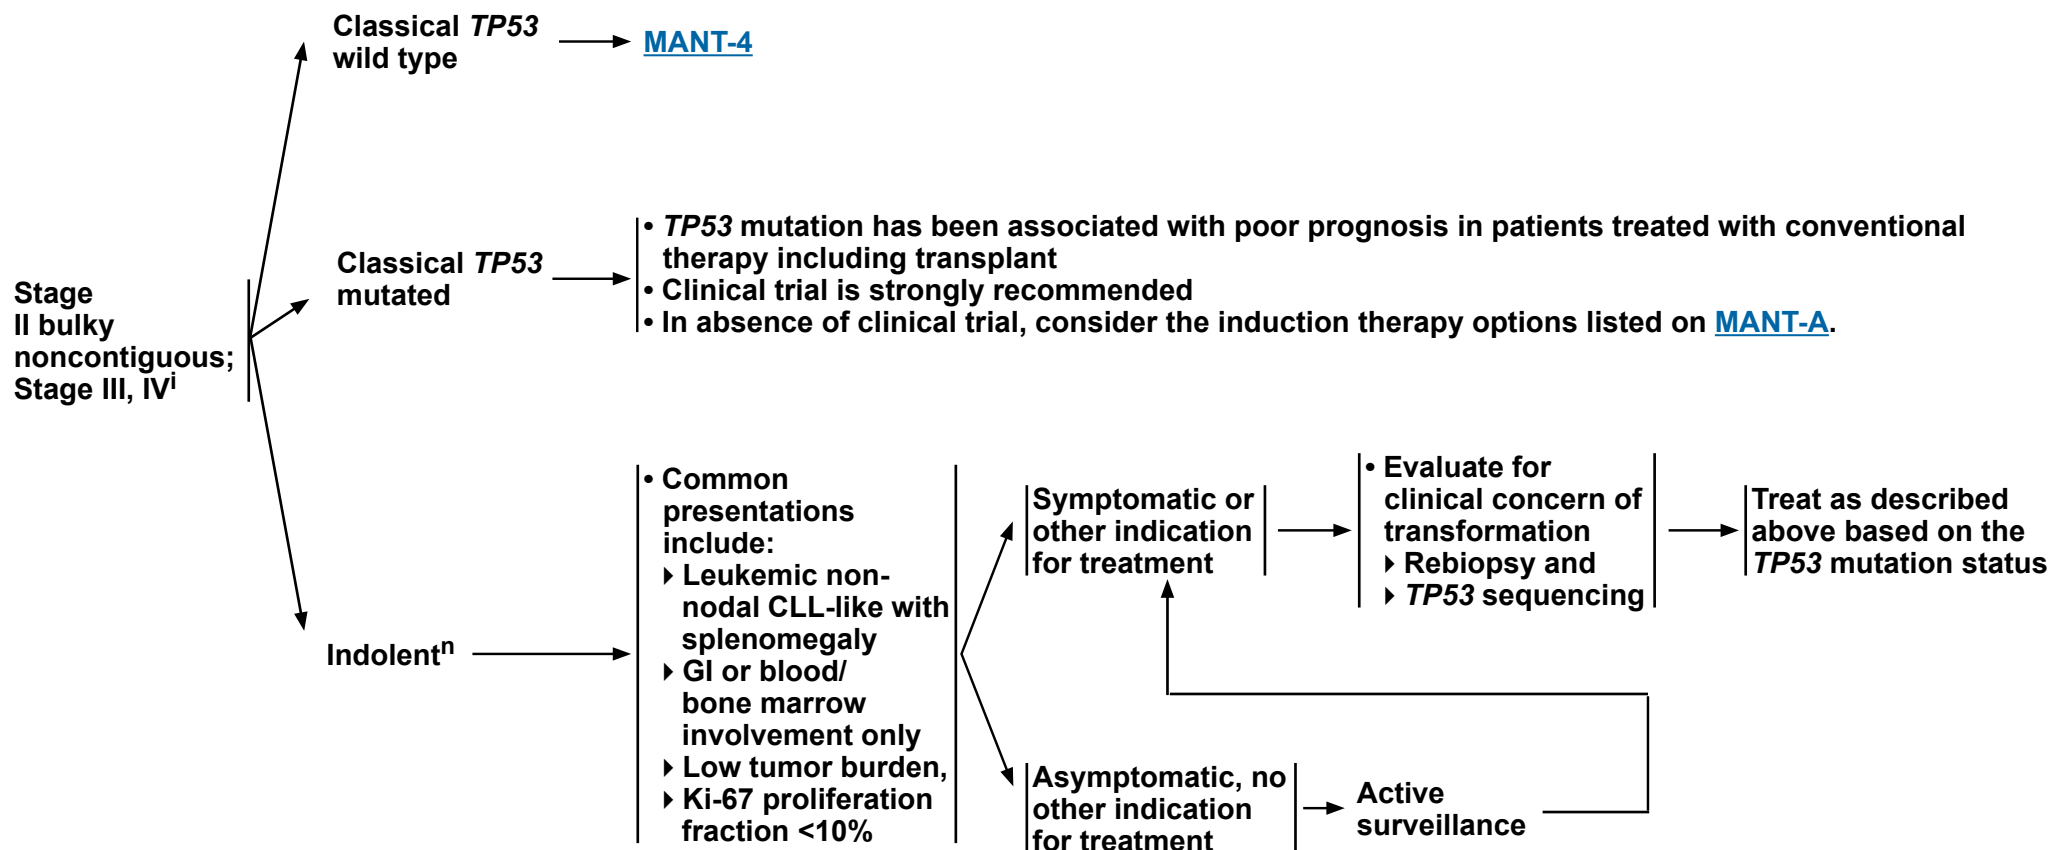 Classical TP53
wild type
MANT-4
Stage
II bulky
noncontiguous;
Stage III, IVi
Classical TP53
mutated
• TP53 mutation has been associated with poor prognosis in patients treated with conventional
therapy including transplant
• Clinical trial is strongly recommended
• In absence of clinical trial, consider the induction therapy options listed on MANT-A.
Indolentn
• Common
presentations
include:
▸ Leukemic non-
nodal CLL-like with
splenomegaly
▸ GI or blood/
bone marrow
involvement only
▸ Low tumor burden,
▸ Ki-67 proliferation
fraction <10%
Symptomatic or
other indication
for treatment
• Evaluate for
clinical concern of
transformation
▸ Rebiopsy and
▸ TP53 sequencing
Treat as described
above based on the
TP53 mutation status
Asymptomatic, no
other indication
for treatment
Active
surveillance